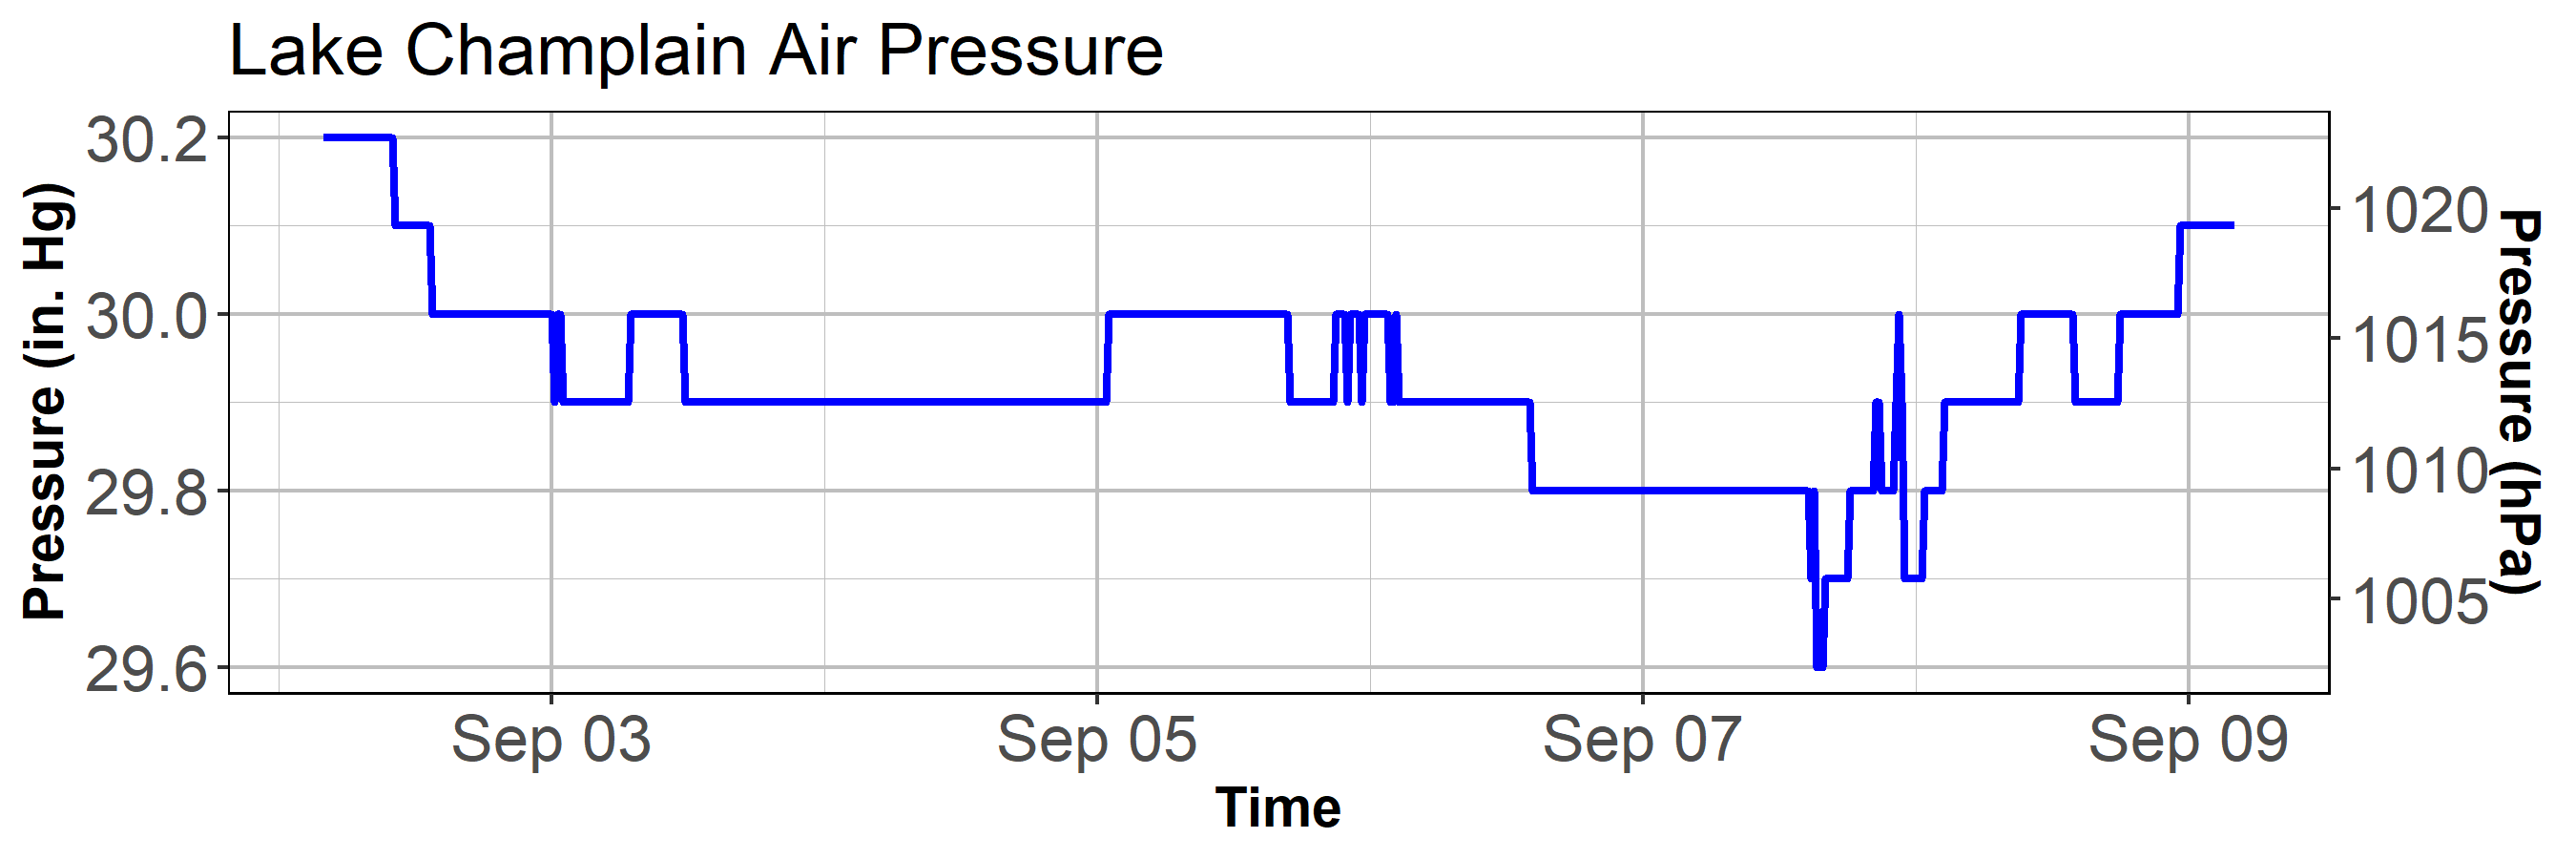 Lake Champlain Air Pressure
Pressure (in. Hg)
30.2
30.0
29.8
29.6
1020
1015
1010
1005
Pressure (hPa)
Sep 03 Sep 05 Sep 07 Sep 09
Time